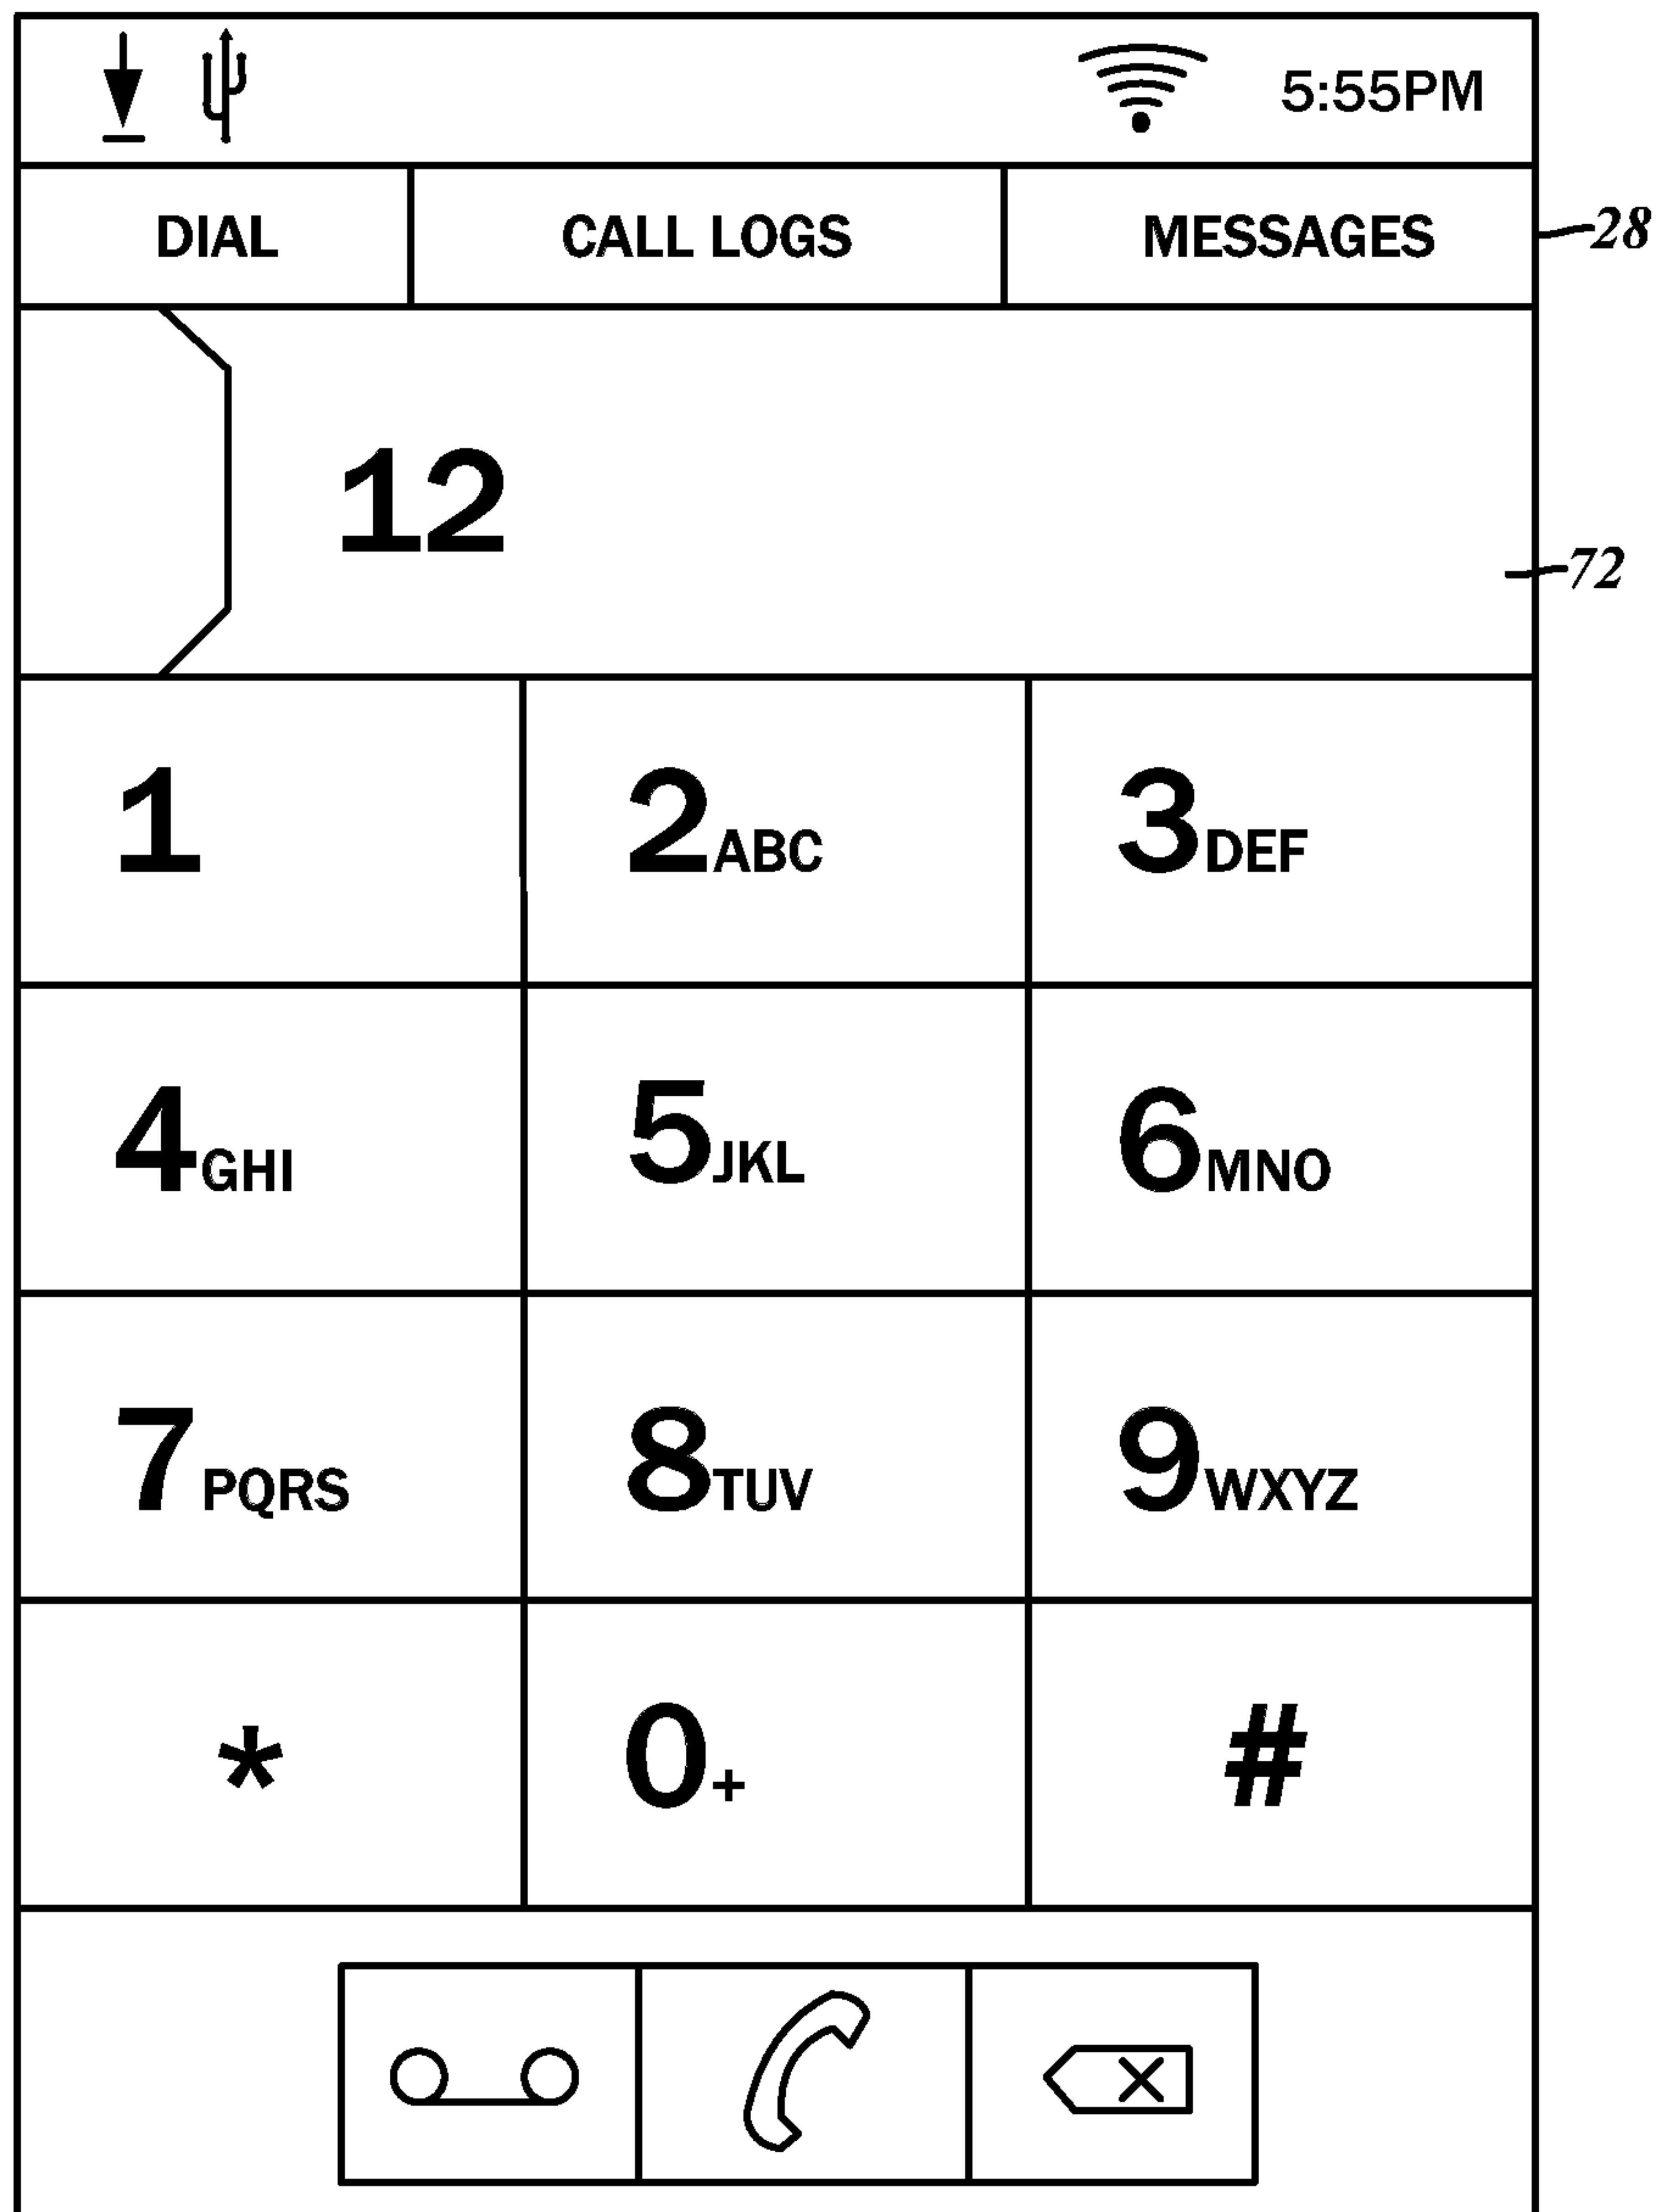 5:55PM
DIAL CALL LOGS MESSAGES 28
12
72
1 2ABC 3DEF
4GHI 5JKL 6MNO
7PQRS 8TUV 9WXYZ
* 0+ #